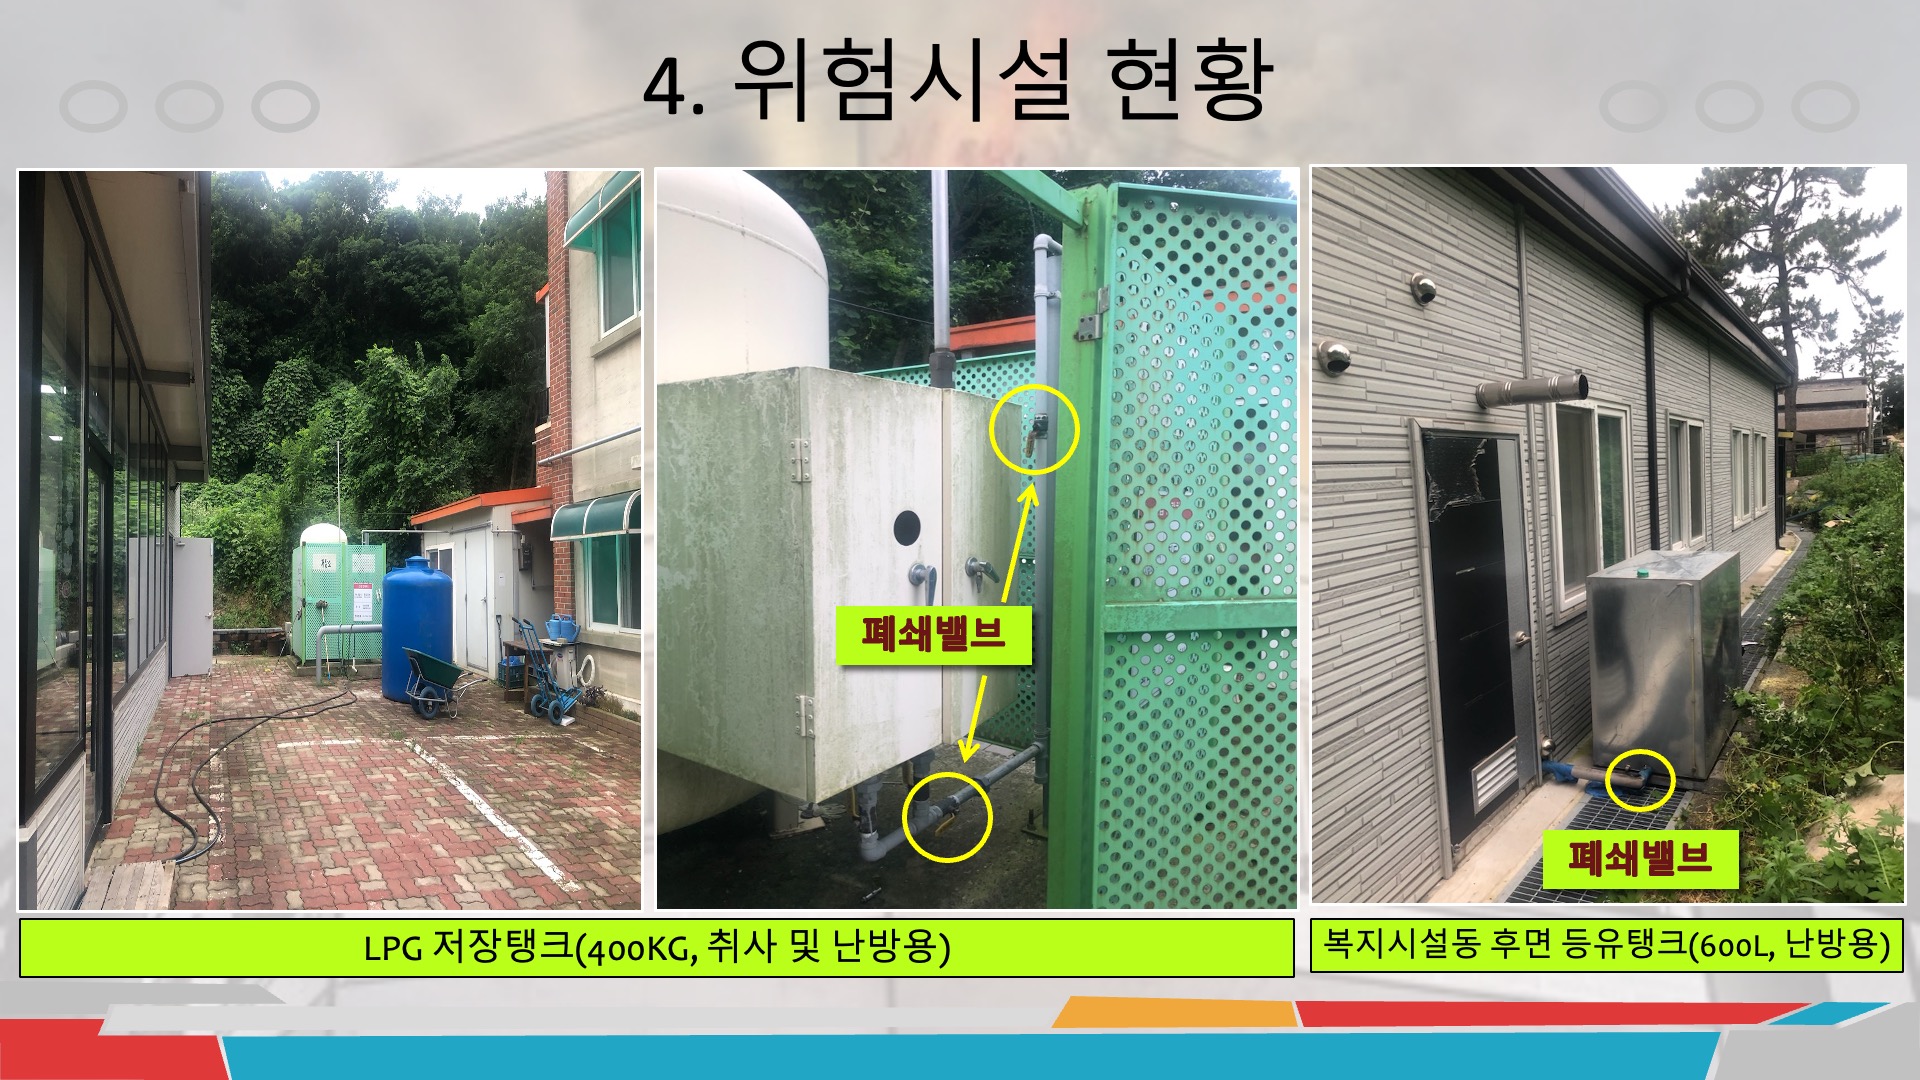 4. 위험시설 현황
폐쇄밸브
폐쇄밸브
LPG 저장탱크(400KG, 취사 및 난방용)
복지시설동 후면 등유탱크(600L, 난방용)